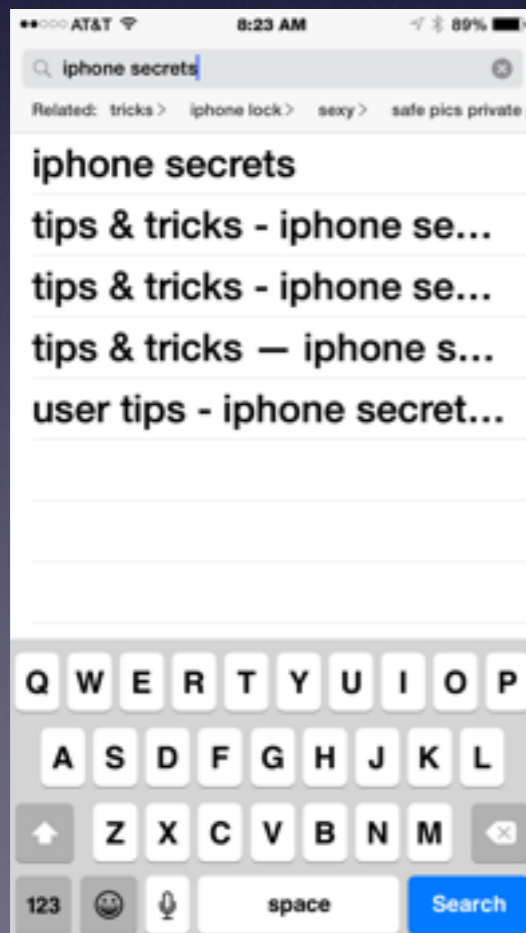 AT&T 8:23 AM 89%
iphone secrets
Related: tricks > iphone lock > sexy > safe pics private
iphone secrets
tips & tricks - iphone se...
tips & tricks - iphone se...
tips & tricks — iphone s...
user tips - iphone secret...
Q W E R T Y U I O P
A S D F G H J K L
Z X C V B N M
123 space Search